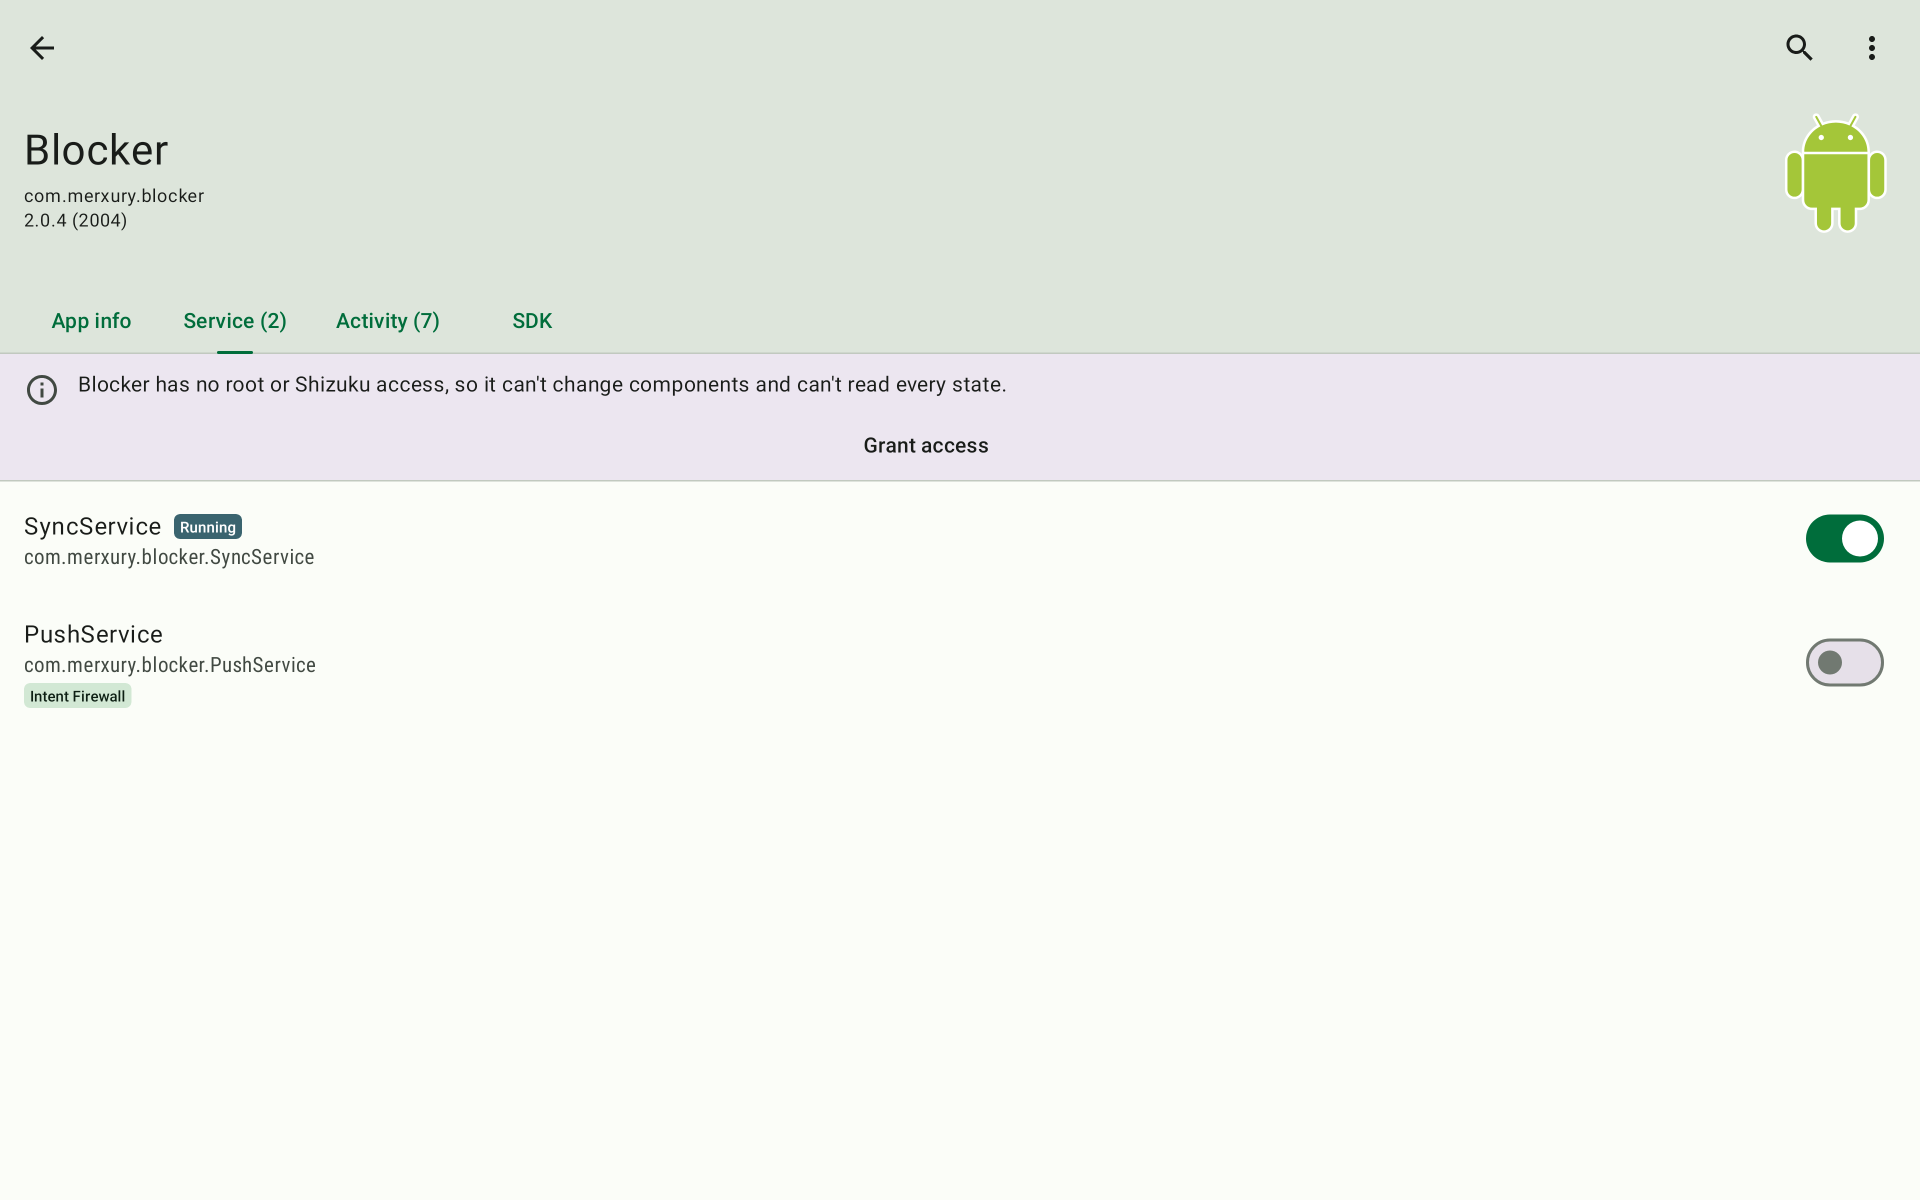 Blocker
com.merxury.blocker
2.0.4 (2004)
App info
Service (2)
Activity (7)
SDK
Blocker has no root or Shizuku access, so it can't change components and can't read every state.
Grant access
SyncService
Running
com.merxury.blocker.SyncService
PushService
com.merxury.blocker.PushService
Intent Firewall